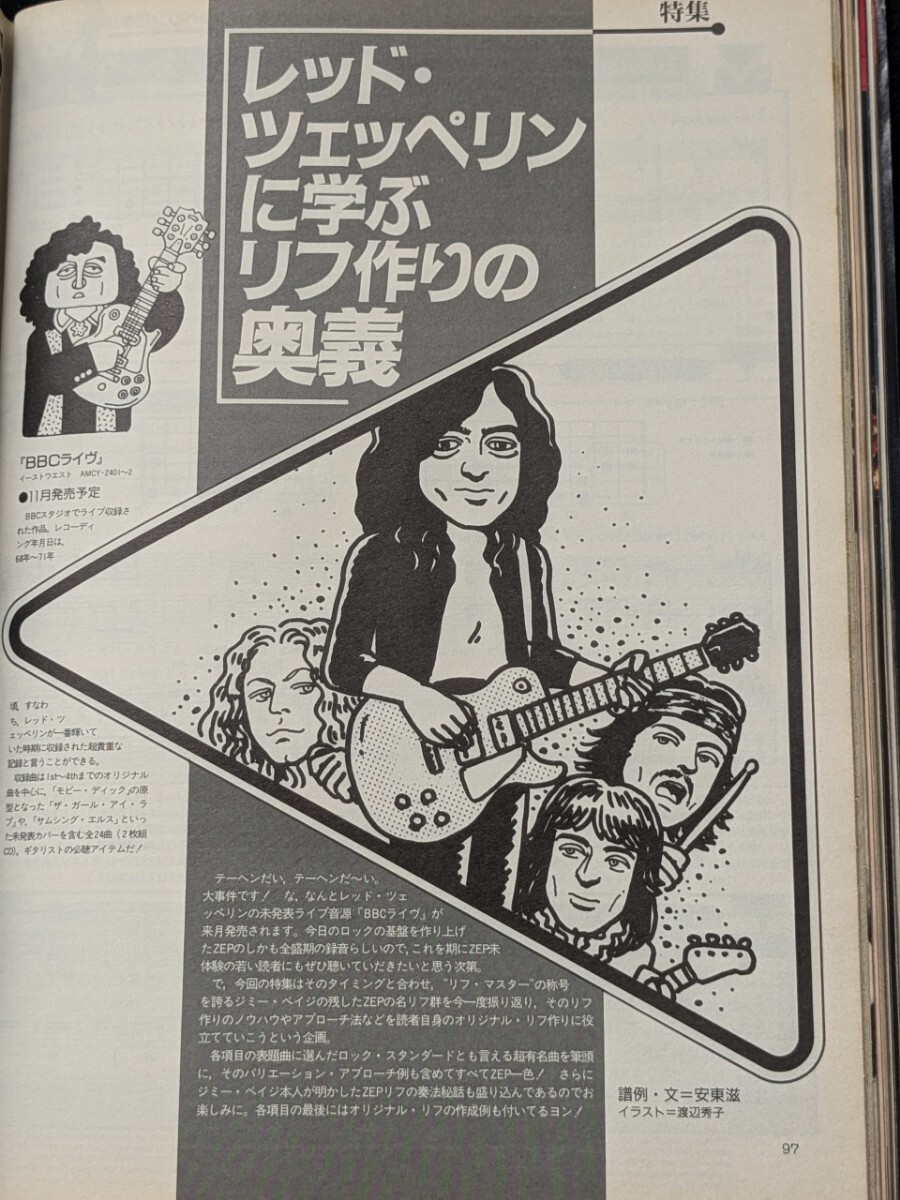 特集
レッド・
ツェッペリン
に学ぶ
リフ作りの
奥義
『BBCライヴ』
イーストウエスト　AMCY-2401〜2
●11月発売予定
BBCスタジオでライブ収録さ
れた作品。レコーディ
ング年月日は、
68年〜71年
頃　すなわ
ち、レッド・ツ
ェッペリンが一番輝いて
いた時期に収録された超貴重な
記録と言うことができる。
収録曲は1st〜4thまでのオリジナル
曲を中心に，「モビー・ディック」の原
型となった「ザ・ガール・アイ・ラ
ブ」や，「サムシング・エルス」といっ
た未発表カバーを含む全24曲（2枚組
CD)。ギタリストの必聴アイテムだ！
テーヘンだい，テーヘンだ〜い。
大事件です！　な，なんとレッド・ツェ
ッペリンの未発表ライブ音源『BBCライヴ』が
来月発売されます。今日のロックの基盤を作り上げ
たZEPのしかも全盛期の録音らしいので，これを期にZEP未
体験の若い読者にもぜひ聴いていだきたいと思う次第。
で，今回の特集はそのタイミングと合わせ，“リフ・マスター”の称号
を誇るジミー・ペイジの残したZEPの名リフ群を今一度振り返り，そのリフ
作りのノウハウやアプローチ法などを読者自身のオリジナル・リフ作りに役
立てていこうという企画。
各項目の表題曲に選んだロック・スタンダードとも言える超有名曲を筆頭
に，そのバリエーション・アプローチ例も含めてすべてZEP一色！　さらに
ジミー・ペイジ本人が明かしたZEPリフの奏法秘話も盛り込んであるのでお
楽しみに。各項目の最後にはオリジナル・リフの作成例も付いてるヨン！
譜例・文＝安東滋
イラスト＝渡辺秀子
97